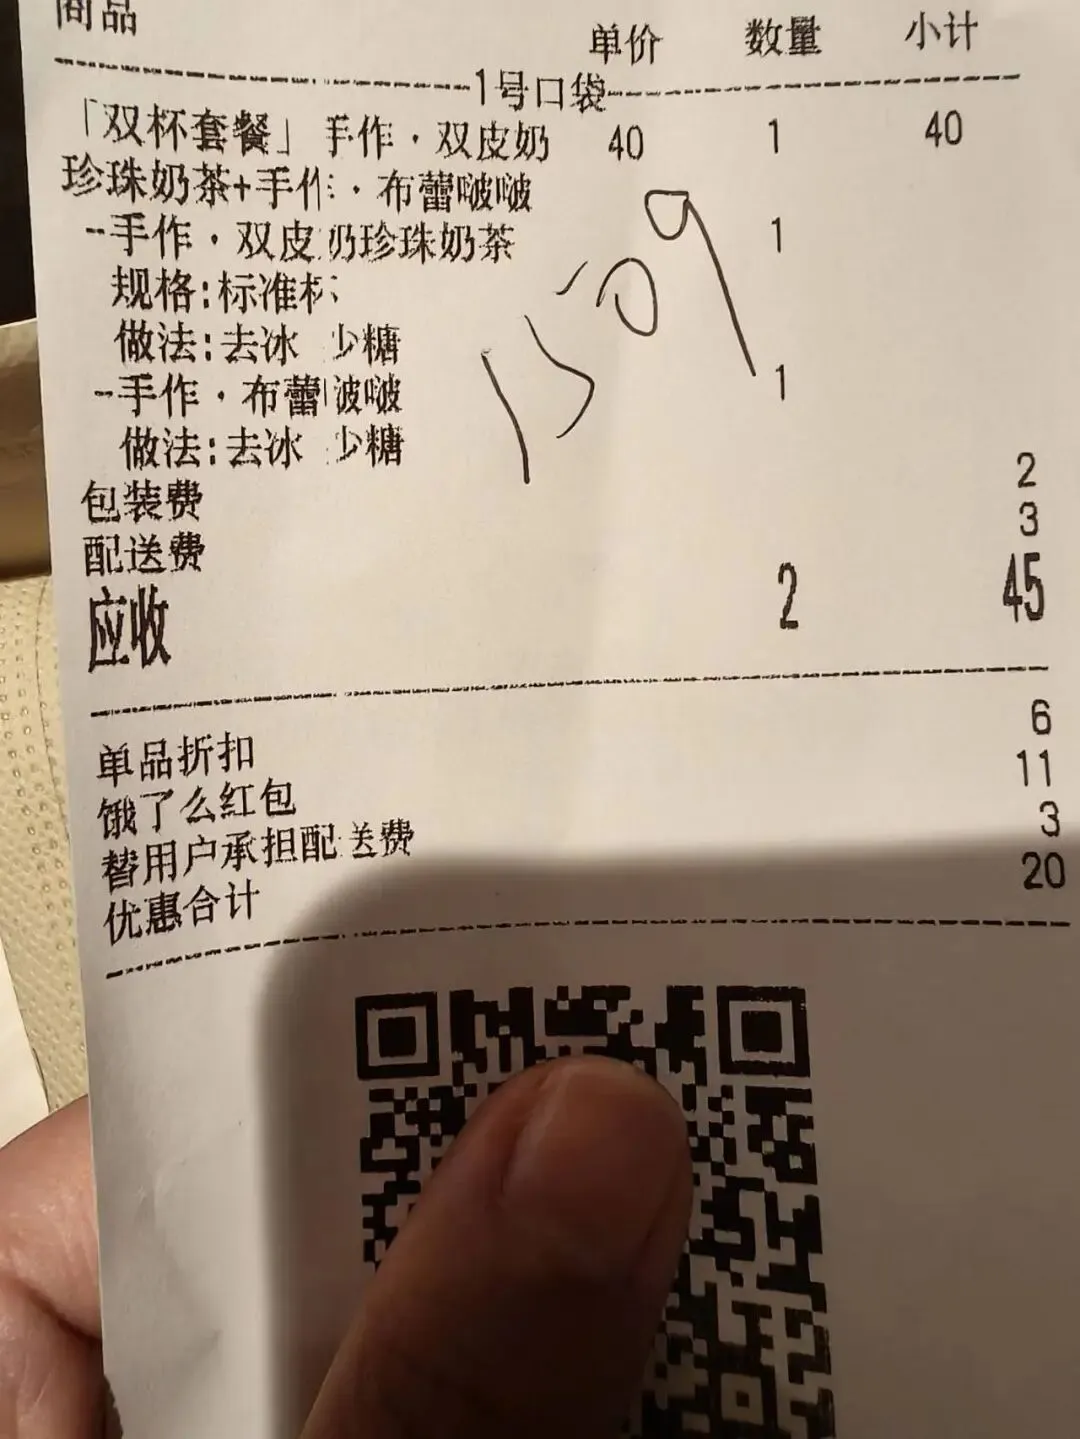 商品 单价 数量 小计
1号口袋
「双杯套餐」手作·双皮奶 40 1 40
珍珠奶茶+手作·布蕾啵啵
-手作·双皮奶珍珠奶茶 1
规格:标准杯
做法:去冰 少糖
-手作·布蕾啵啵 1
做法:去冰 少糖
包装费 2
配送费 3
应收 2 45
单品折扣 6
饿了么红包 11
替用户承担配送费 3
优惠合计 20
1509